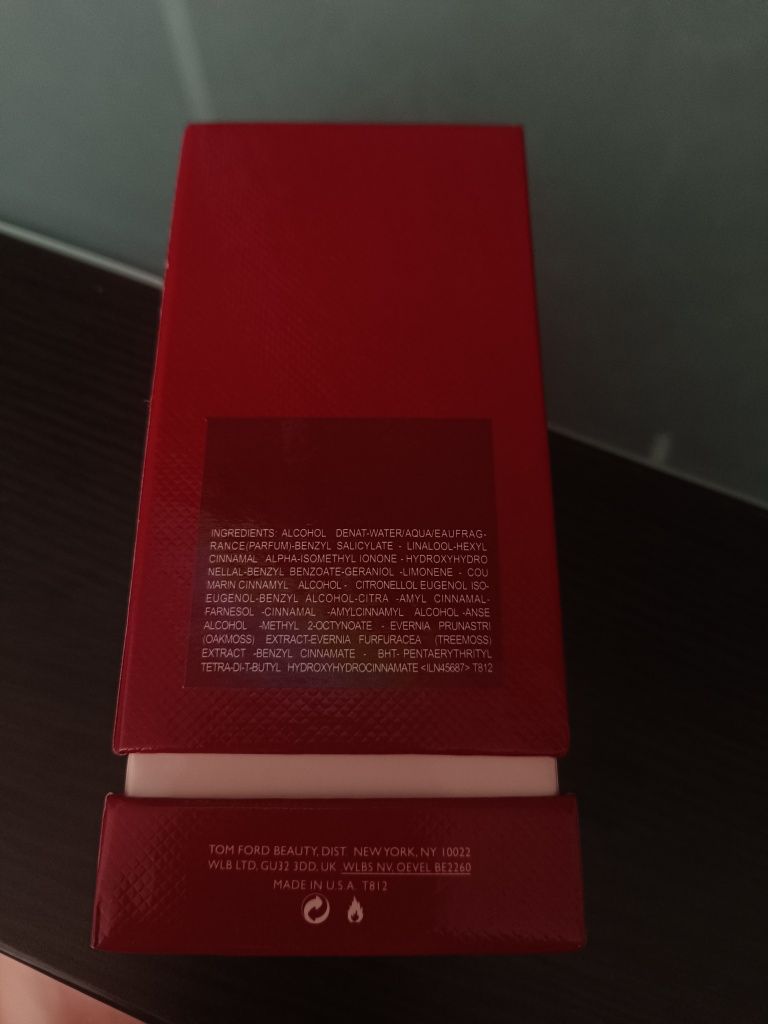 INGREDIENTS: ALCOHOL DENAT-WATER/AQUA/EAUFRAG-
RANCE(PARFUM)-BENZYL SALICYLATE - LINALOOL-HEXYL
CINNAMAL ALPHA-ISOMETHYL IONONE - HYDROXYHYDRO
NELLAL-BENZYL BENZOATE-GERANIOL -LIMONENE - COU
MARIN CINNAMYL ALCOHOL - CITRONELLOL EUGENOL ISO-
EUGENOL-BENZYL ALCOHOL-CITRA -AMYL CINNAMAL-
FARNESOL -CINNAMAL -AMYLCINNAMYL ALCOHOL -ANSE
ALCOHOL -METHYL 2-OCTYNOATE - EVERNIA PRUNASTRI
(OAKMOSS) EXTRACT-EVERNIA FURFURACEA (TREEMOSS)
EXTRACT -BENZYL CINNAMATE - BHT- PENTAERYTHRITYL
TETRA-DI-T-BUTYL HYDROXYHYDROCINNAMATE <ILN45687> T812
TOM FORD BEAUTY, DIST. NEW YORK, NY 10022
WLB LTD, GU32 3DD, UK WLBS NV, OEVEL BE2260
MADE IN U.S.A. T812